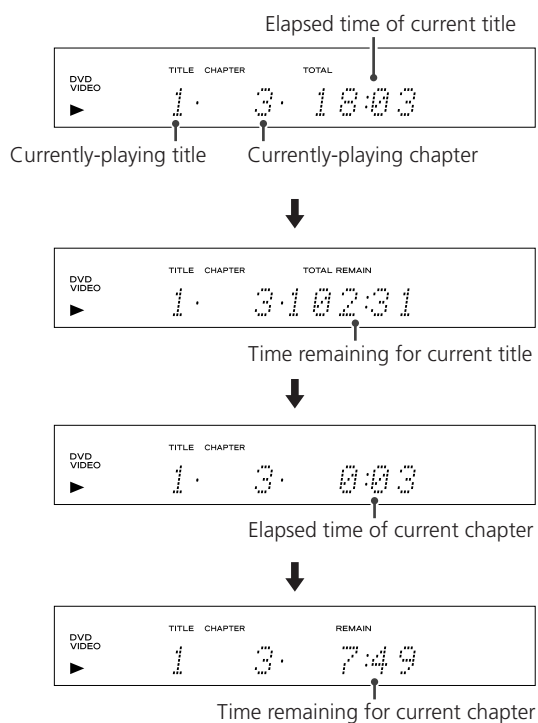 Elapsed time of current title
TITLE CHAPTER TOTAL
DVD
VIDEO
1· 3· 18:03
Currently-playing title Currently-playing chapter
TITLE CHAPTER TOTAL REMAIN
DVD
VIDEO
1· 3·102:31
Time remaining for current title
TITLE CHAPTER
DVD
VIDEO
1· 3· 0:03
Elapsed time of current chapter
TITLE CHAPTER REMAIN
DVD
VIDEO
1 3· 7:49
Time remaining for current chapter